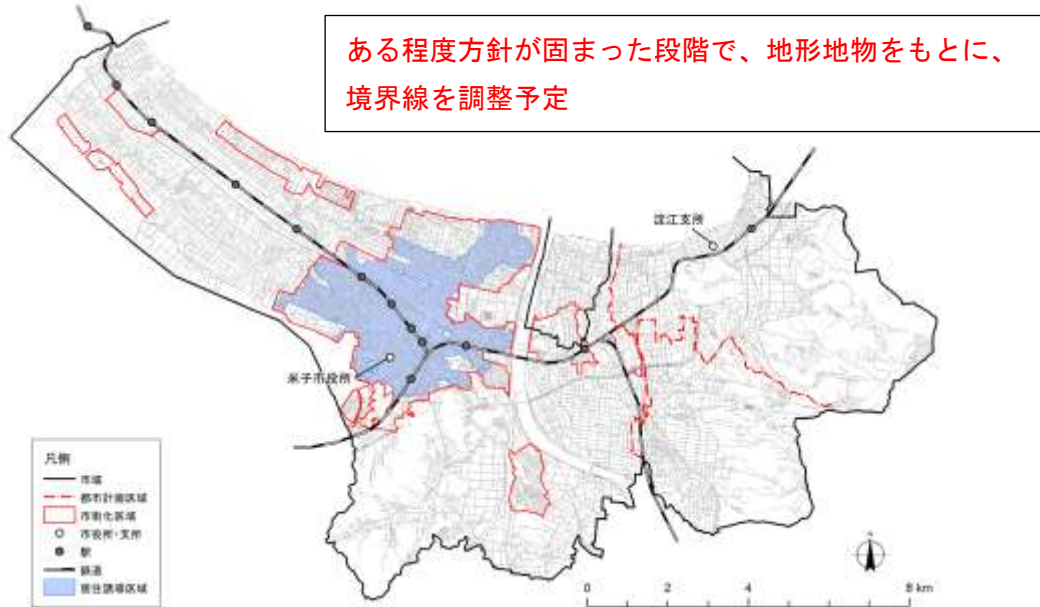 ある程度方針が固まった段階で、地形地物をもとに、
境界線を調整予定
淀江支所
米子市役所
凡例
市域
都市計画区域
市街化区域
市役所・支所
駅
鉄道
居住誘導区域
0 2 4 8 km